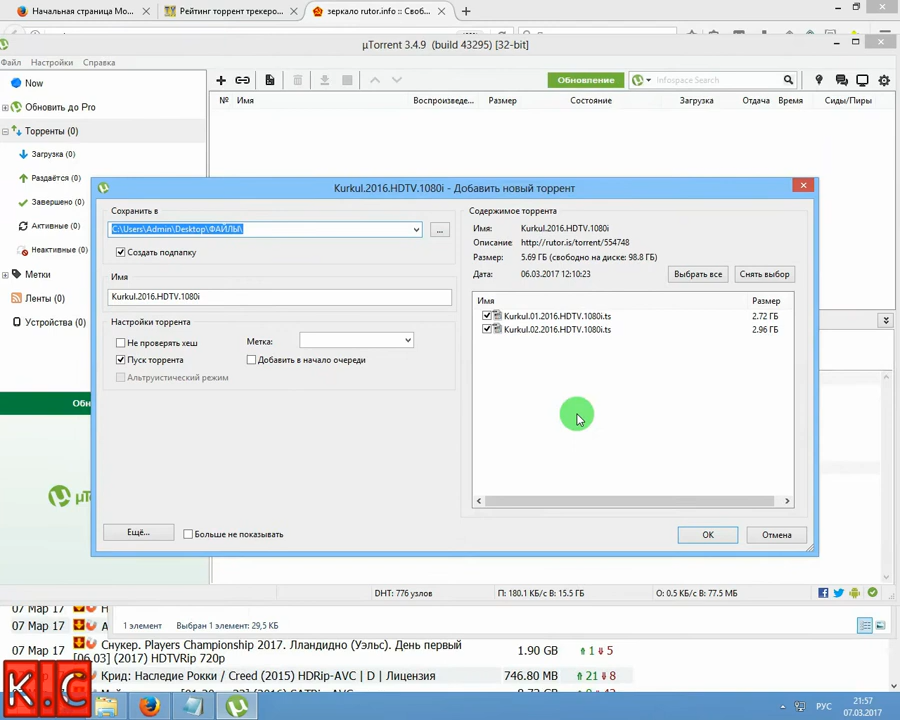 Начальная страница Mo...
Рейтинг торрент трекеро...
зеркало rutor.info :: Своб...
µTorrent 3.4.9 (build 43295) [32-bit]
Файл Настройки Справка
Now
Обновить до Pro
Торренты (0)
Загрузка (0)
Раздаётся (0)
Завершено (0)
Активные (0)
Неактивные (0)
Метки
Ленты (0)
Устройства (0)
Обновление
Infospace Search
№ Имя Воспроизведе... Размер Состояние Загрузка Отдача Время Сиды/Пиры
Kurkul.2016.HDTV.1080i - Добавить новый торрент
Сохранить в
C:\Users\Admin\Desktop\ФАЙЛЫ\
...
Создать подпапку
Имя
Kurkul.2016.HDTV.1080i
Настройки торрента
Не проверять хеш
Метка:
Пуск торрента
Добавить в начало очереди
Альтруистический режим
Ещё...
Больше не показывать
Содержимое торрента
Имя: Kurkul.2016.HDTV.1080i
Описание http://rutor.is/torrent/554748
Размер: 5.69 ГБ (свободно на диске: 98.8 ГБ)
Дата: 06.03.2017 12:10:23
Выбрать все
Снять выбор
Имя Размер
Kurkul.01.2016.HDTV.1080i.ts 2.72 ГБ
Kurkul.02.2016.HDTV.1080i.ts 2.96 ГБ
OK
Отмена
DHT: 776 узлов
П: 180.1 КБ/с В: 15.5 ГБ
О: 0.5 КБ/с В: 77.5 МБ
07 Мар 17
1 элемент Выбран 1 элемент: 29,5 КБ
07 Мар 17
07 Мар 17 Снукер. Players Championship 2017. Лландидно (Уэльс). День первый
[06.03] (2017) HDTVRip 720p 1.90 GB 1 5
07 Мар 17 Крид: Наследие Рокки / Creed (2015) HDRip-AVC | D | Лицензия 746.80 MB 21 8
K.C
РУС
21:57
07.03.2017